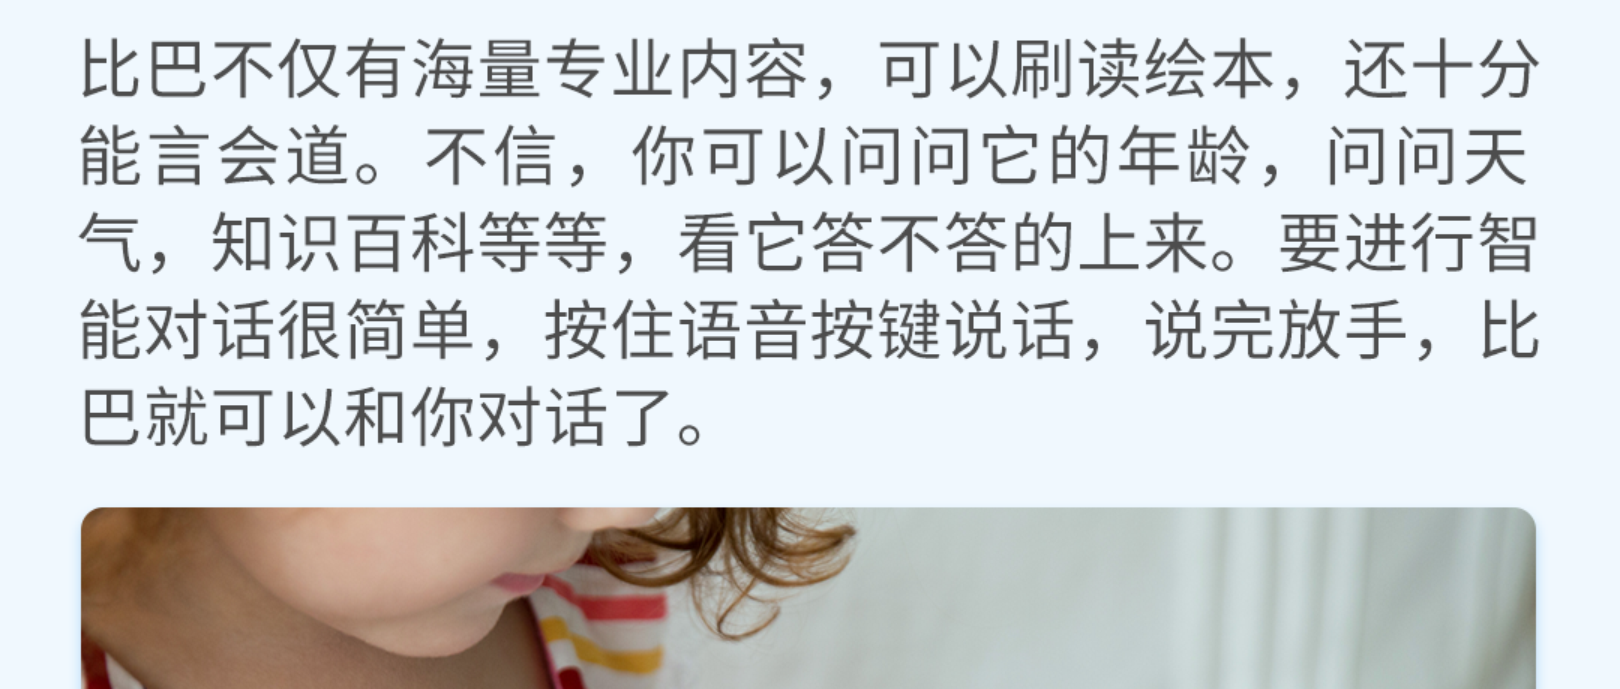 比巴不仅有海量专业内容，可以刷读绘本，还十分
能言会道。不信，你可以问问它的年龄，问问天
气，知识百科等等，看它答不答的上来。要进行智
能对话很简单，按住语音按键说话，说完放手，比
巴就可以和你对话了。